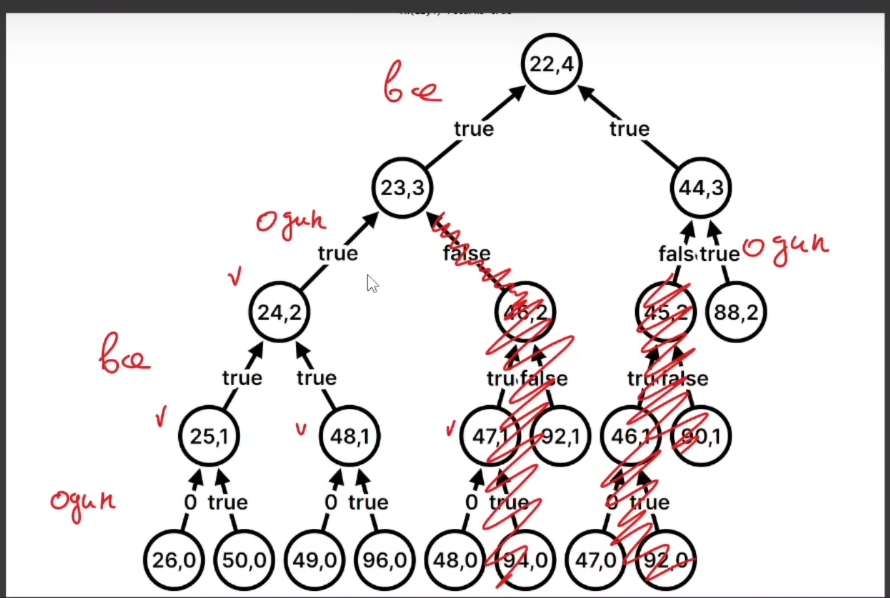 22,4
все
true true
23,3 44,3
один true false false true один
24,2 46,2 45,2 88,2
все true true true false true false
25,1 48,1 47,1 92,1 46,1 90,1
один 0 true 0 true 0 true 0 true
26,0 50,0 49,0 96,0 48,0 94,0 47,0 92,0